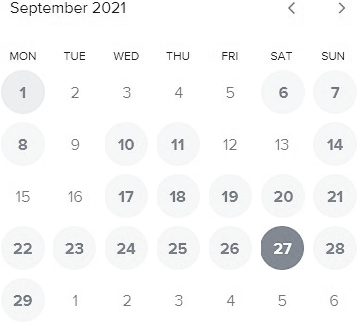 September 2021
MON TUE WED THU FRI SAT SUN
1 2 3 4 5 6 7
8 9 10 11 12 13 14
15 16 17 18 19 20 21
22 23 24 25 26 27 28
29 1 2 3 4 5 6